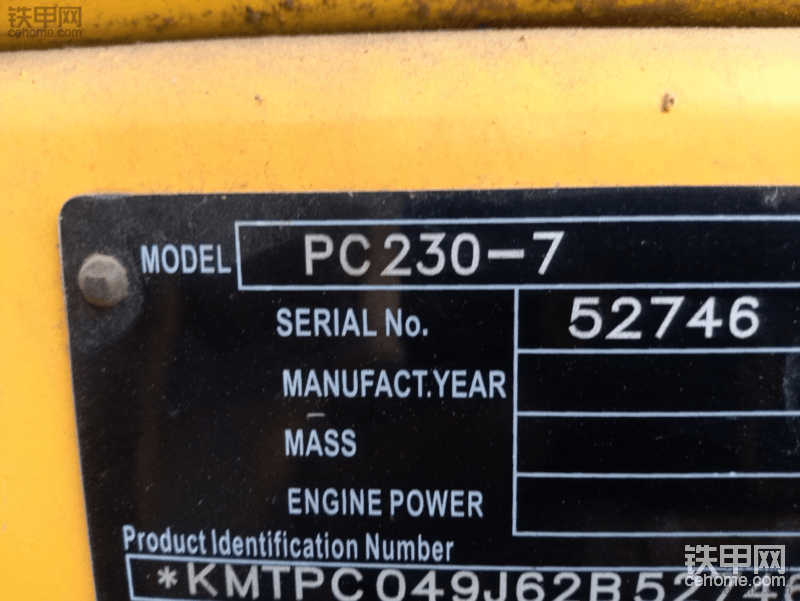 铁甲网
cehome.com
MODEL PC230-7
SERIAL No. 52746
MANUFACT.YEAR
MASS
ENGINE POWER
Product Identification Number
*KMTPC049J62B52746
铁甲网
cehome.com